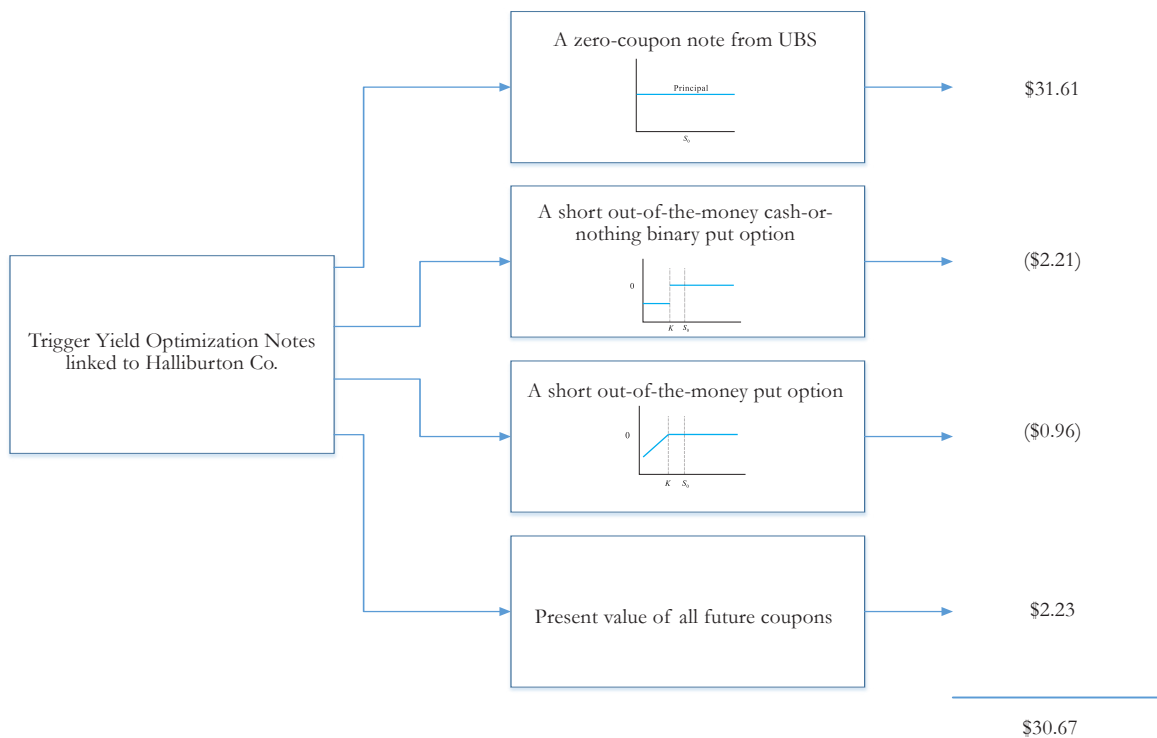 A zero-coupon note from UBS
Principal
S0
$31.61
A short out-of-the-money cash-or-
nothing binary put option
0
K S0
($2.21)
Trigger Yield Optimization Notes
linked to Halliburton Co.
A short out-of-the-money put option
0
K S0
($0.96)
Present value of all future coupons
$2.23
$30.67